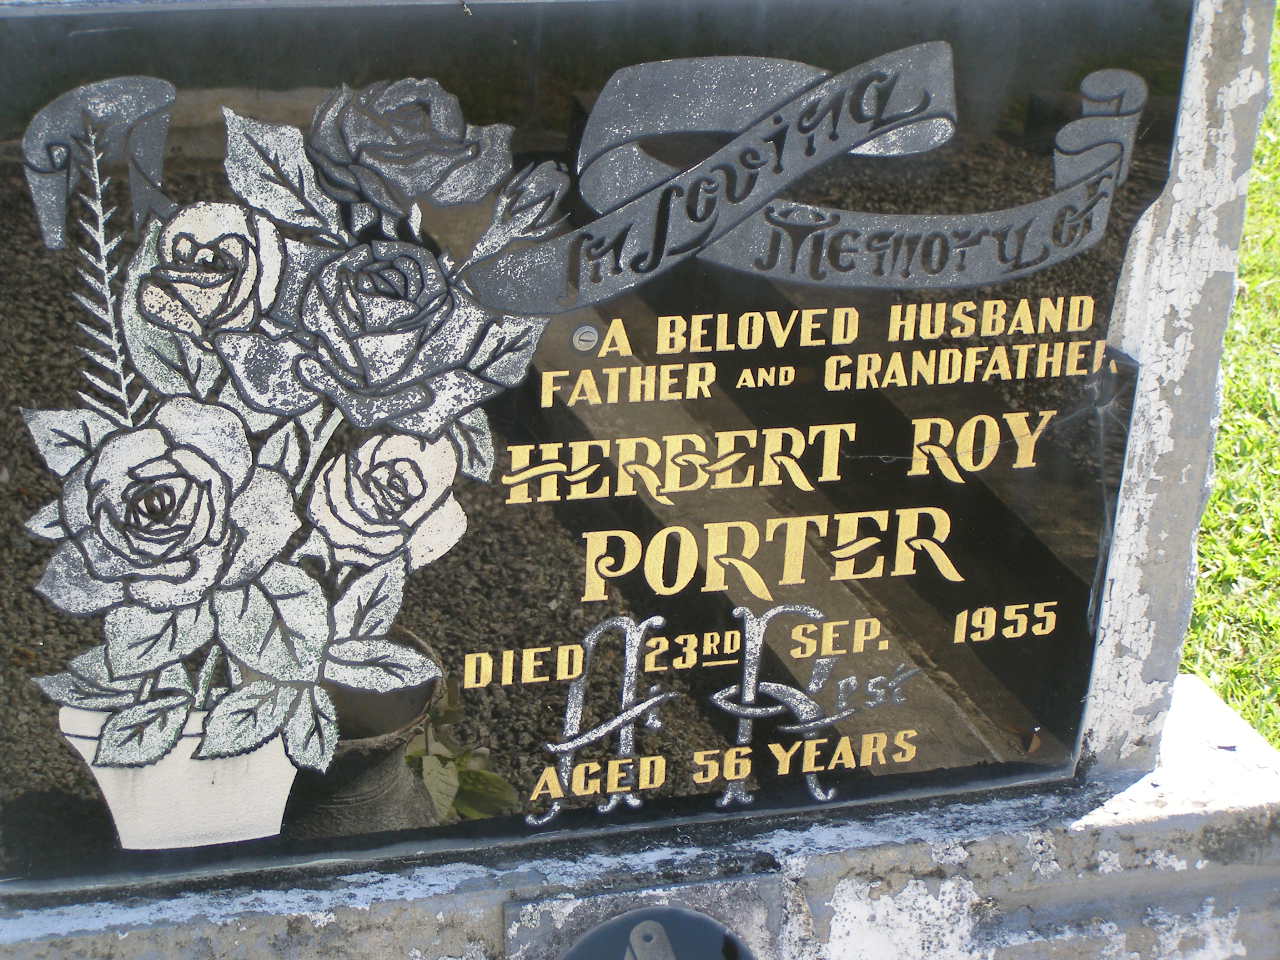 In Loving
Memory Of
A BELOVED HUSBAND
FATHER AND GRANDFATHER
HERBERT ROY
PORTER
DIED 23RD SEP. 1955
AGED 56 YEARS